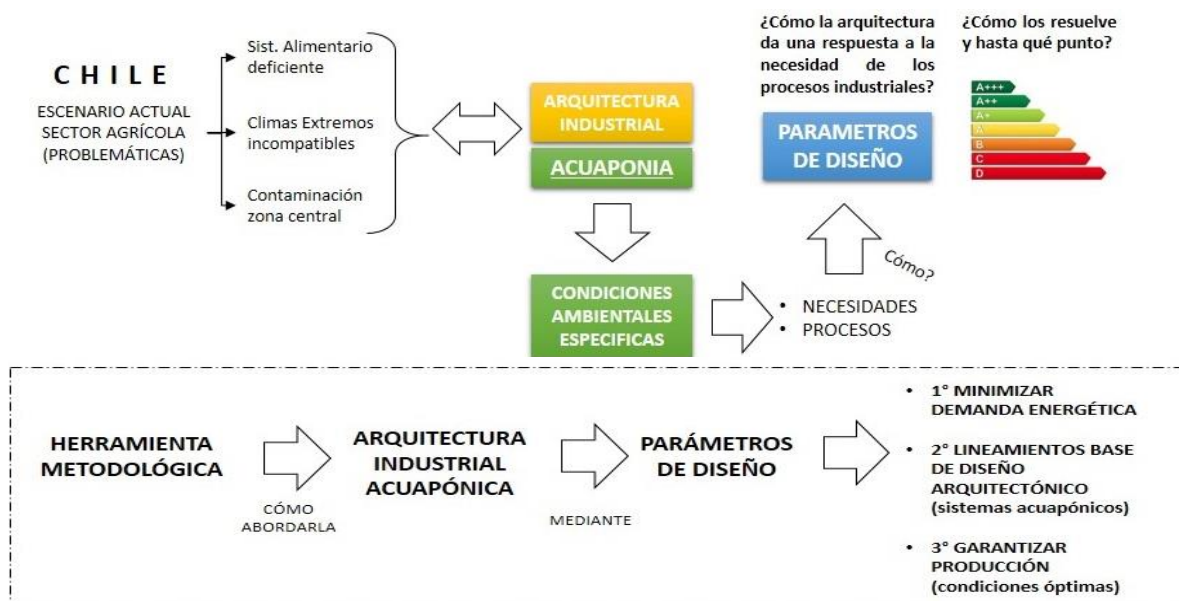 C H I L E
ESCENARIO ACTUAL
SECTOR AGRÍCOLA
(PROBLEMÁTICAS)
Sist. Alimentario
deficiente
Climas Extremos
incompatibles
Contaminación
zona central
ARQUITECTURA
INDUSTRIAL
ACUAPONIA
CONDICIONES
AMBIENTALES
ESPECIFICAS
• NECESIDADES
• PROCESOS
Cómo?
¿Cómo la arquitectura
da una respuesta a la
necesidad de los
procesos industriales?
PARAMETROS
DE DISEÑO
¿Cómo los resuelve
y hasta qué punto?
A+++
A++
A+
A
B
C
D
HERRAMIENTA
METODOLÓGICA
CÓMO
ABORDARLA
ARQUITECTURA
INDUSTRIAL
ACUAPÓNICA
MEDIANTE
PARÁMETROS
DE DISEÑO
• 1° MINIMIZAR
DEMANDA ENERGÉTICA
• 2° LINEAMIENTOS BASE
DE DISEÑO
ARQUITECTÓNICO
(sistemas acuapónicos)
• 3° GARANTIZAR
PRODUCCIÓN
(condiciones óptimas)